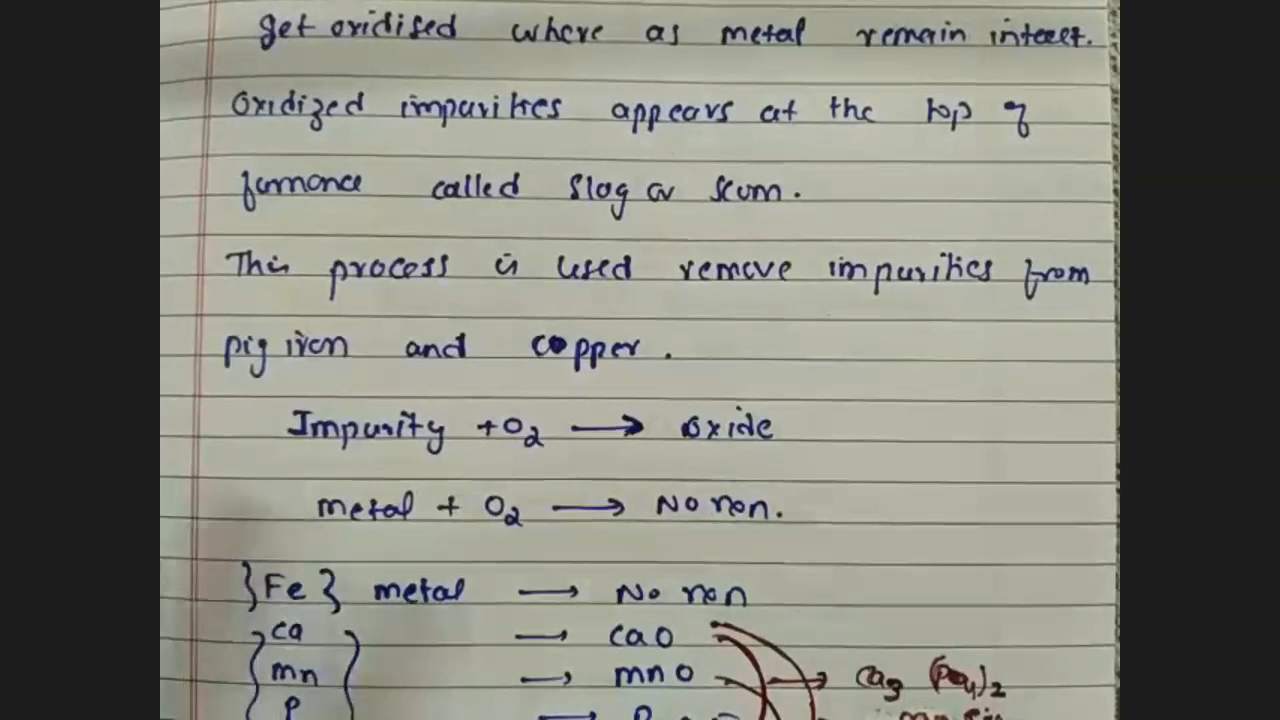 get oxidised where as metal remain inteect.
Oxidized impurities appears at the top of
furnance called slag or scum.
This process is used remove impurities from
pig iron and copper.
Impurity + O2 → oxide
metal + O2 → No rxn.
}Fe} metal → No rxn
Ca → CaO
mn → mnO → Ca3 (PO4)2
P → P